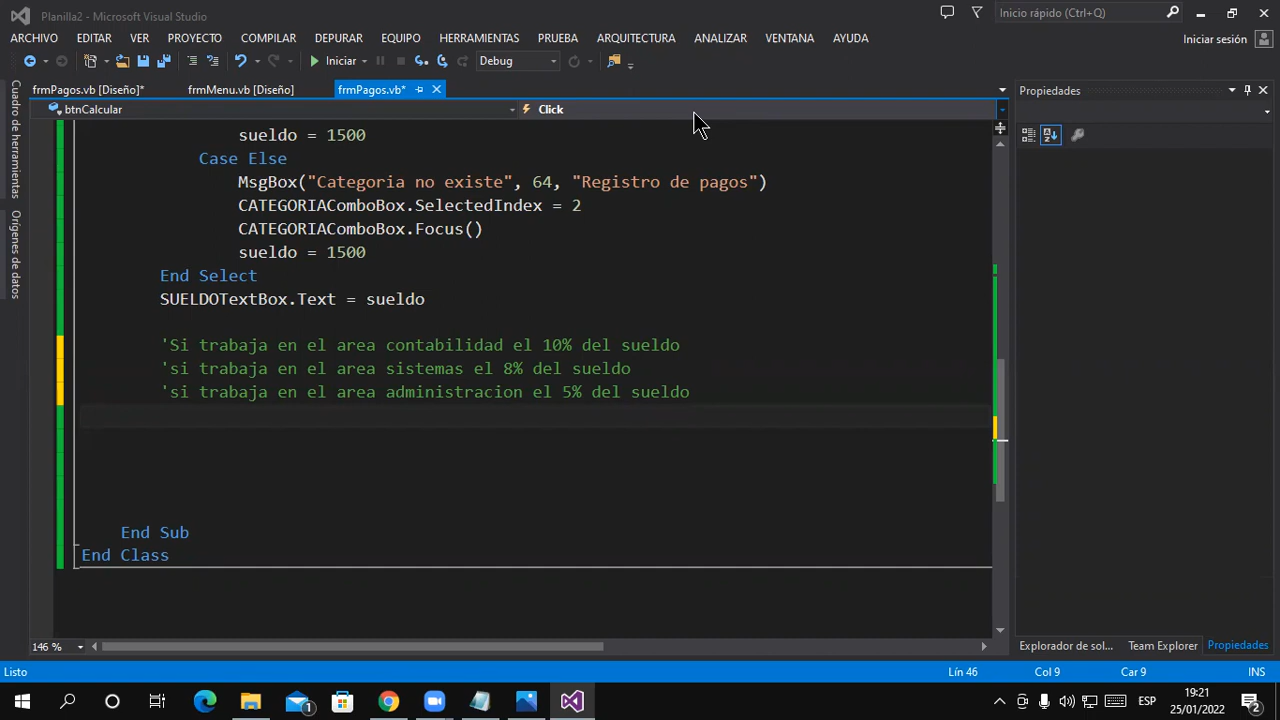 Planilla2 - Microsoft Visual Studio
Inicio rápido (Ctrl+Q)
ARCHIVO EDITAR VER PROYECTO COMPILAR DEPURAR EQUIPO HERRAMIENTAS PRUEBA ARQUITECTURA ANALIZAR VENTANA AYUDA
Iniciar sesión
Iniciar
Debug
frmPagos.vb [Diseño]* frmMenu.vb [Diseño] frmPagos.vb*
Propiedades
btnCalcular
Click
Cuadro de herramientas
Orígenes de datos
sueldo = 1500
Case Else
MsgBox("Categoria no existe", 64, "Registro de pagos")
CATEGORIAComboBox.SelectedIndex = 2
CATEGORIAComboBox.Focus()
sueldo = 1500
End Select
SUELDOTextBox.Text = sueldo
'Si trabaja en el area contabilidad el 10% del sueldo
'si trabaja en el area sistemas el 8% del sueldo
'si trabaja en el area administracion el 5% del sueldo
End Sub
End Class
146 %
Explorador de sol... Team Explorer Propiedades
Listo
Lín 46
Col 9
Car 9
INS
1
ESP
19:21
25/01/2022
2